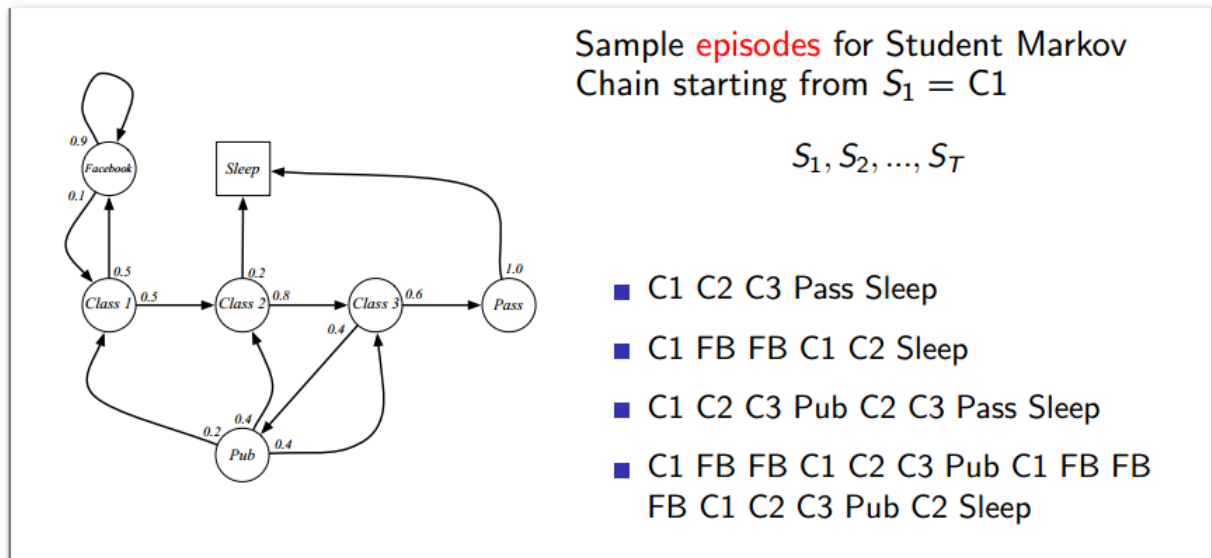 Sample episodes for Student Markov
Chain starting from S₁ = C1
S₁, S₂, ..., S_T
C1 C2 C3 Pass Sleep
C1 FB FB C1 C2 Sleep
C1 C2 C3 Pub C2 C3 Pass Sleep
C1 FB FB C1 C2 C3 Pub C1 FB FB
FB C1 C2 C3 Pub C2 Sleep
0.9
Facebook
Sleep
0.1
0.5
0.2
1.0
Class 1
0.5
Class 2
0.8
Class 3
0.6
Pass
0.4
0.2
0.4
0.4
Pub